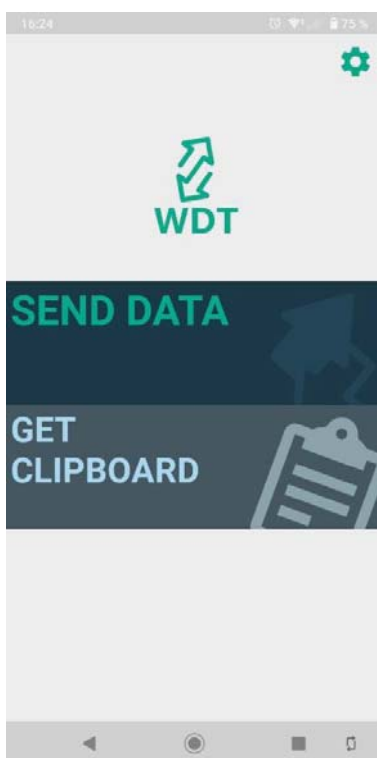 16:24
75 %
WDT
SEND DATA
GET
CLIPBOARD